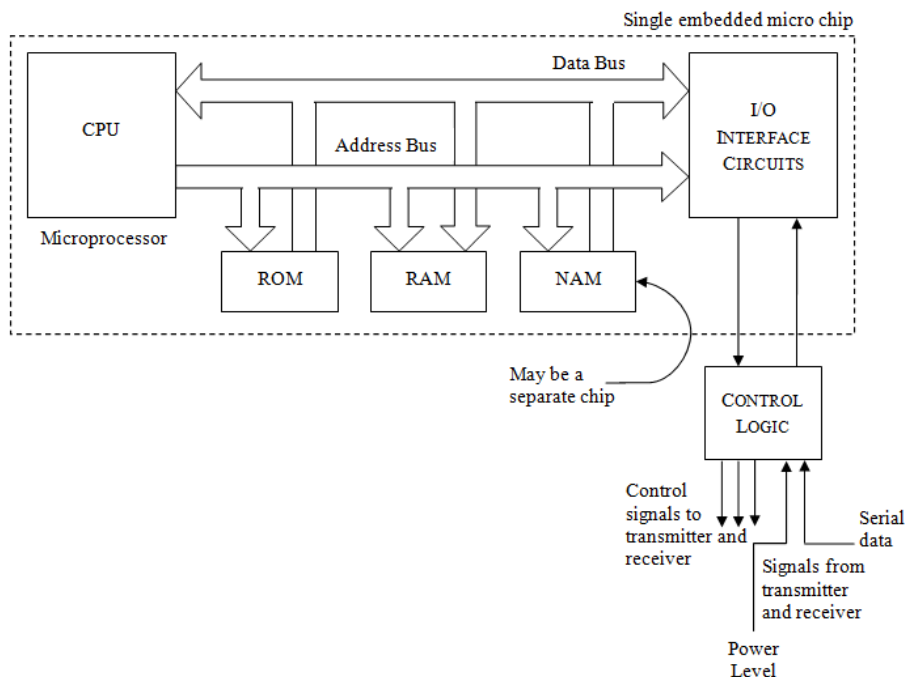 Single embedded micro chip
Data Bus
CPU
I/O
INTERFACE
CIRCUITS
Address Bus
Microprocessor
ROM
RAM
NAM
May be a
separate chip
CONTROL
LOGIC
Control
signals to
transmitter and
receiver
Serial
data
Signals from
transmitter
and receiver
Power
Level